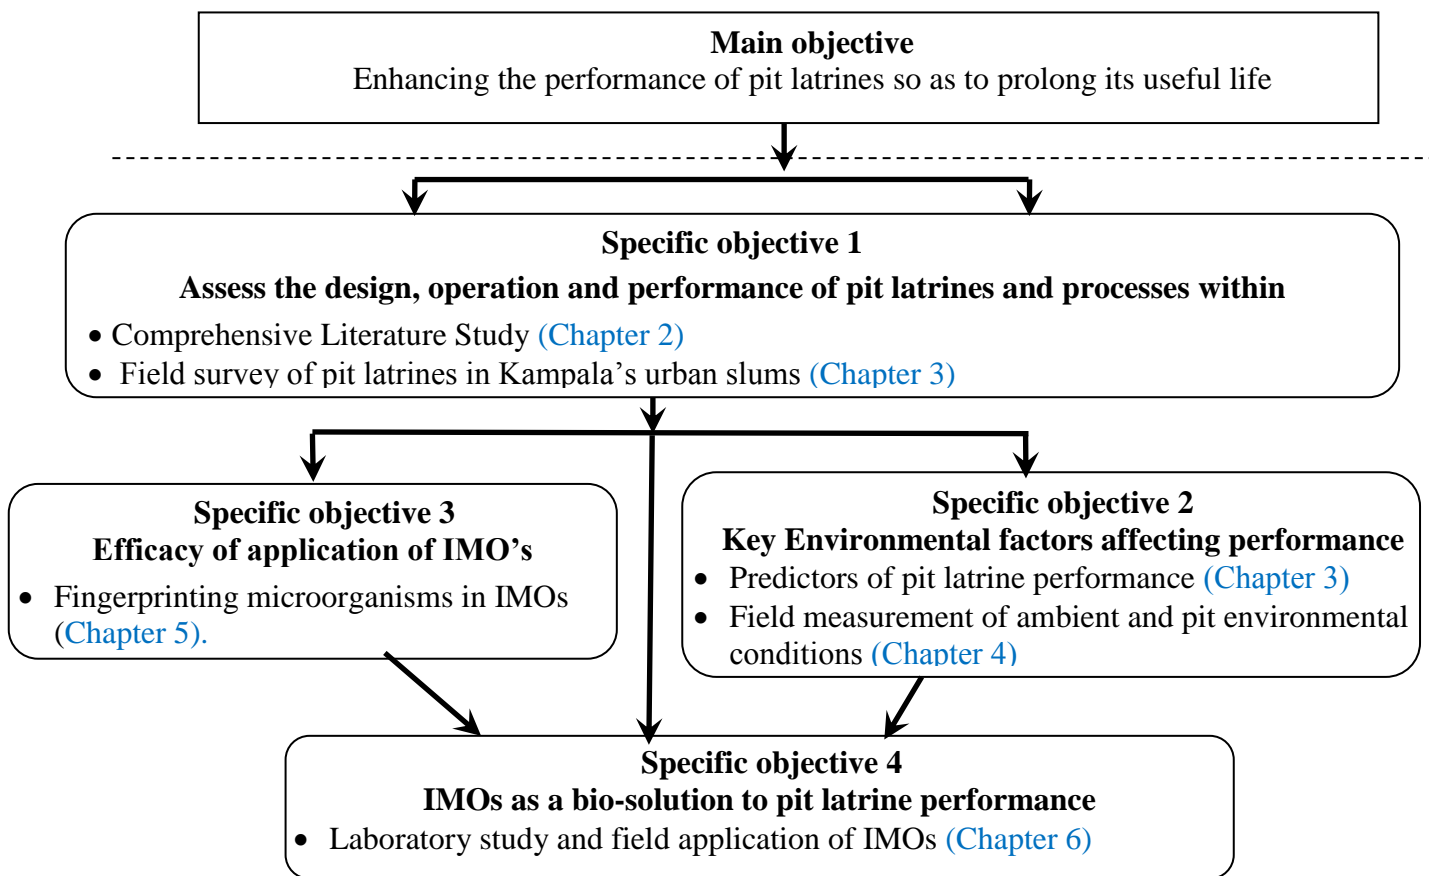 Main objective
Enhancing the performance of pit latrines so as to prolong its useful life
Specific objective 1
Assess the design, operation and performance of pit latrines and processes within
• Comprehensive Literature Study (Chapter 2)
• Field survey of pit latrines in Kampala’s urban slums (Chapter 3)
Specific objective 3
Efficacy of application of IMO’s
• Fingerprinting microorganisms in IMOs
(Chapter 5).
Specific objective 2
Key Environmental factors affecting performance
• Predictors of pit latrine performance (Chapter 3)
• Field measurement of ambient and pit environmental
conditions (Chapter 4)
Specific objective 4
IMOs as a bio-solution to pit latrine performance
• Laboratory study and field application of IMOs (Chapter 6)